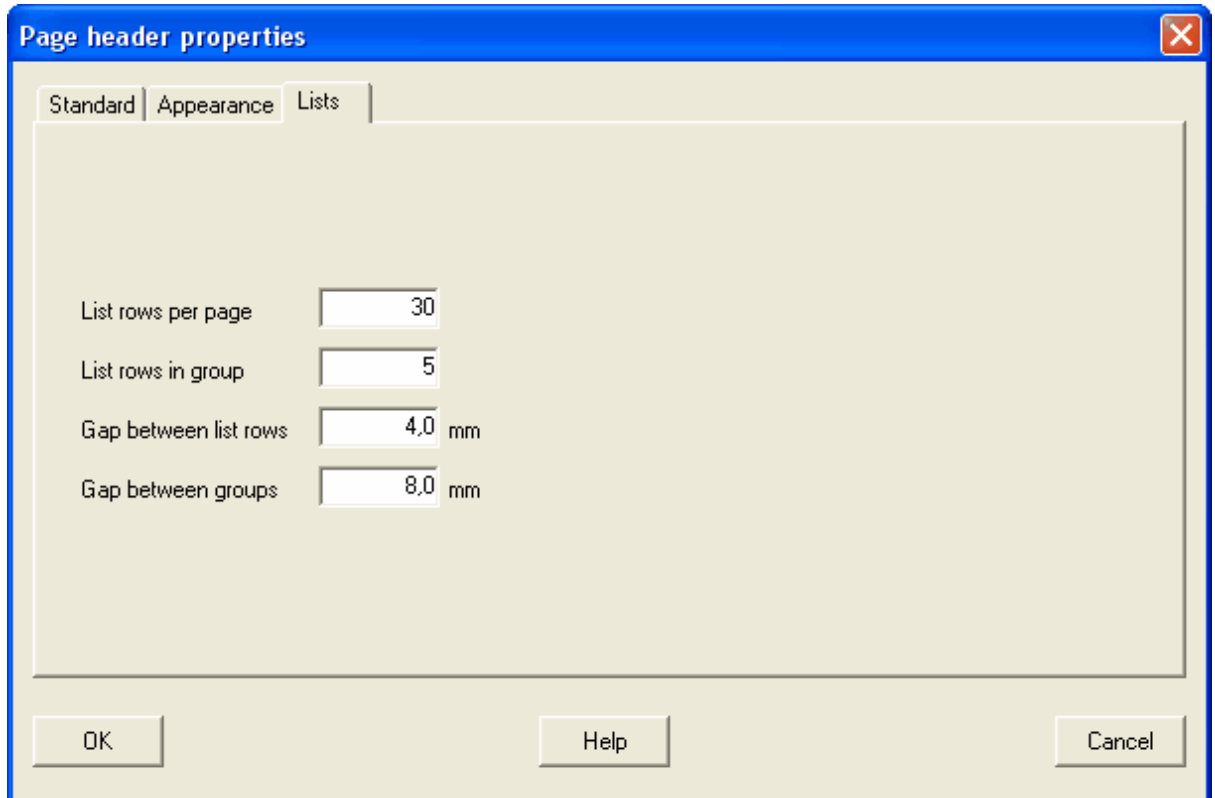 Page header properties
Standard Appearance Lists
List rows per page 30
List rows in group 5
Gap between list rows 4,0 mm
Gap between groups 8,0 mm
OK Help Cancel